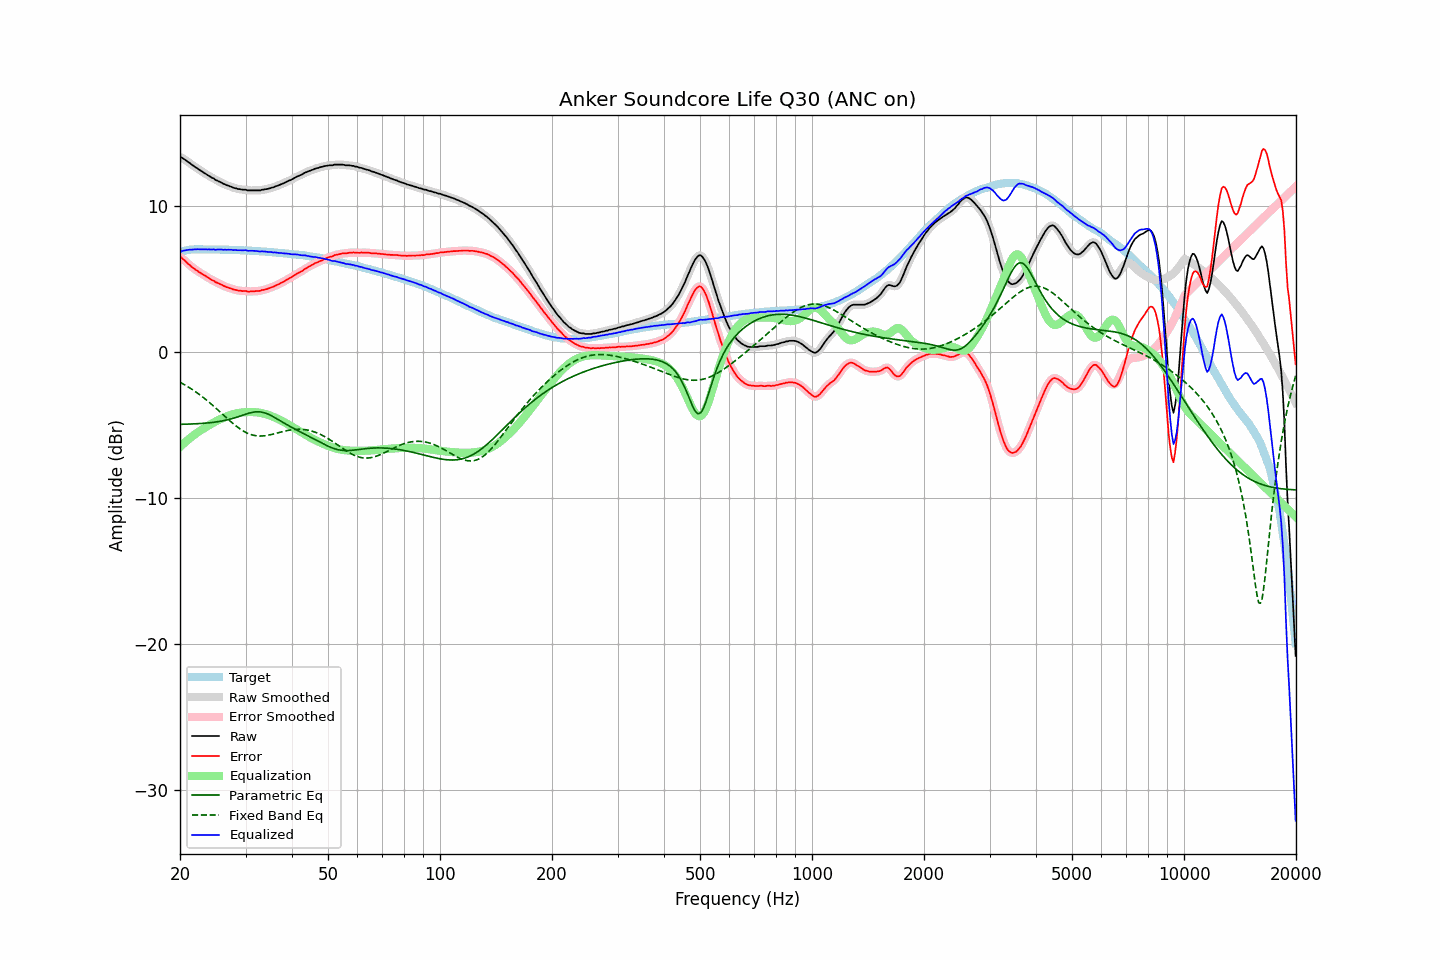 Anker Soundcore Life Q30 (ANC on)
Amplitude (dBr)
10
0
−10
−20
−30
Target
Raw Smoothed
Error Smoothed
Raw
Error
Equalization
Parametric Eq
Fixed Band Eq
Equalized
20 50 100 200 500 1000 2000 5000 10000 20000
Frequency (Hz)